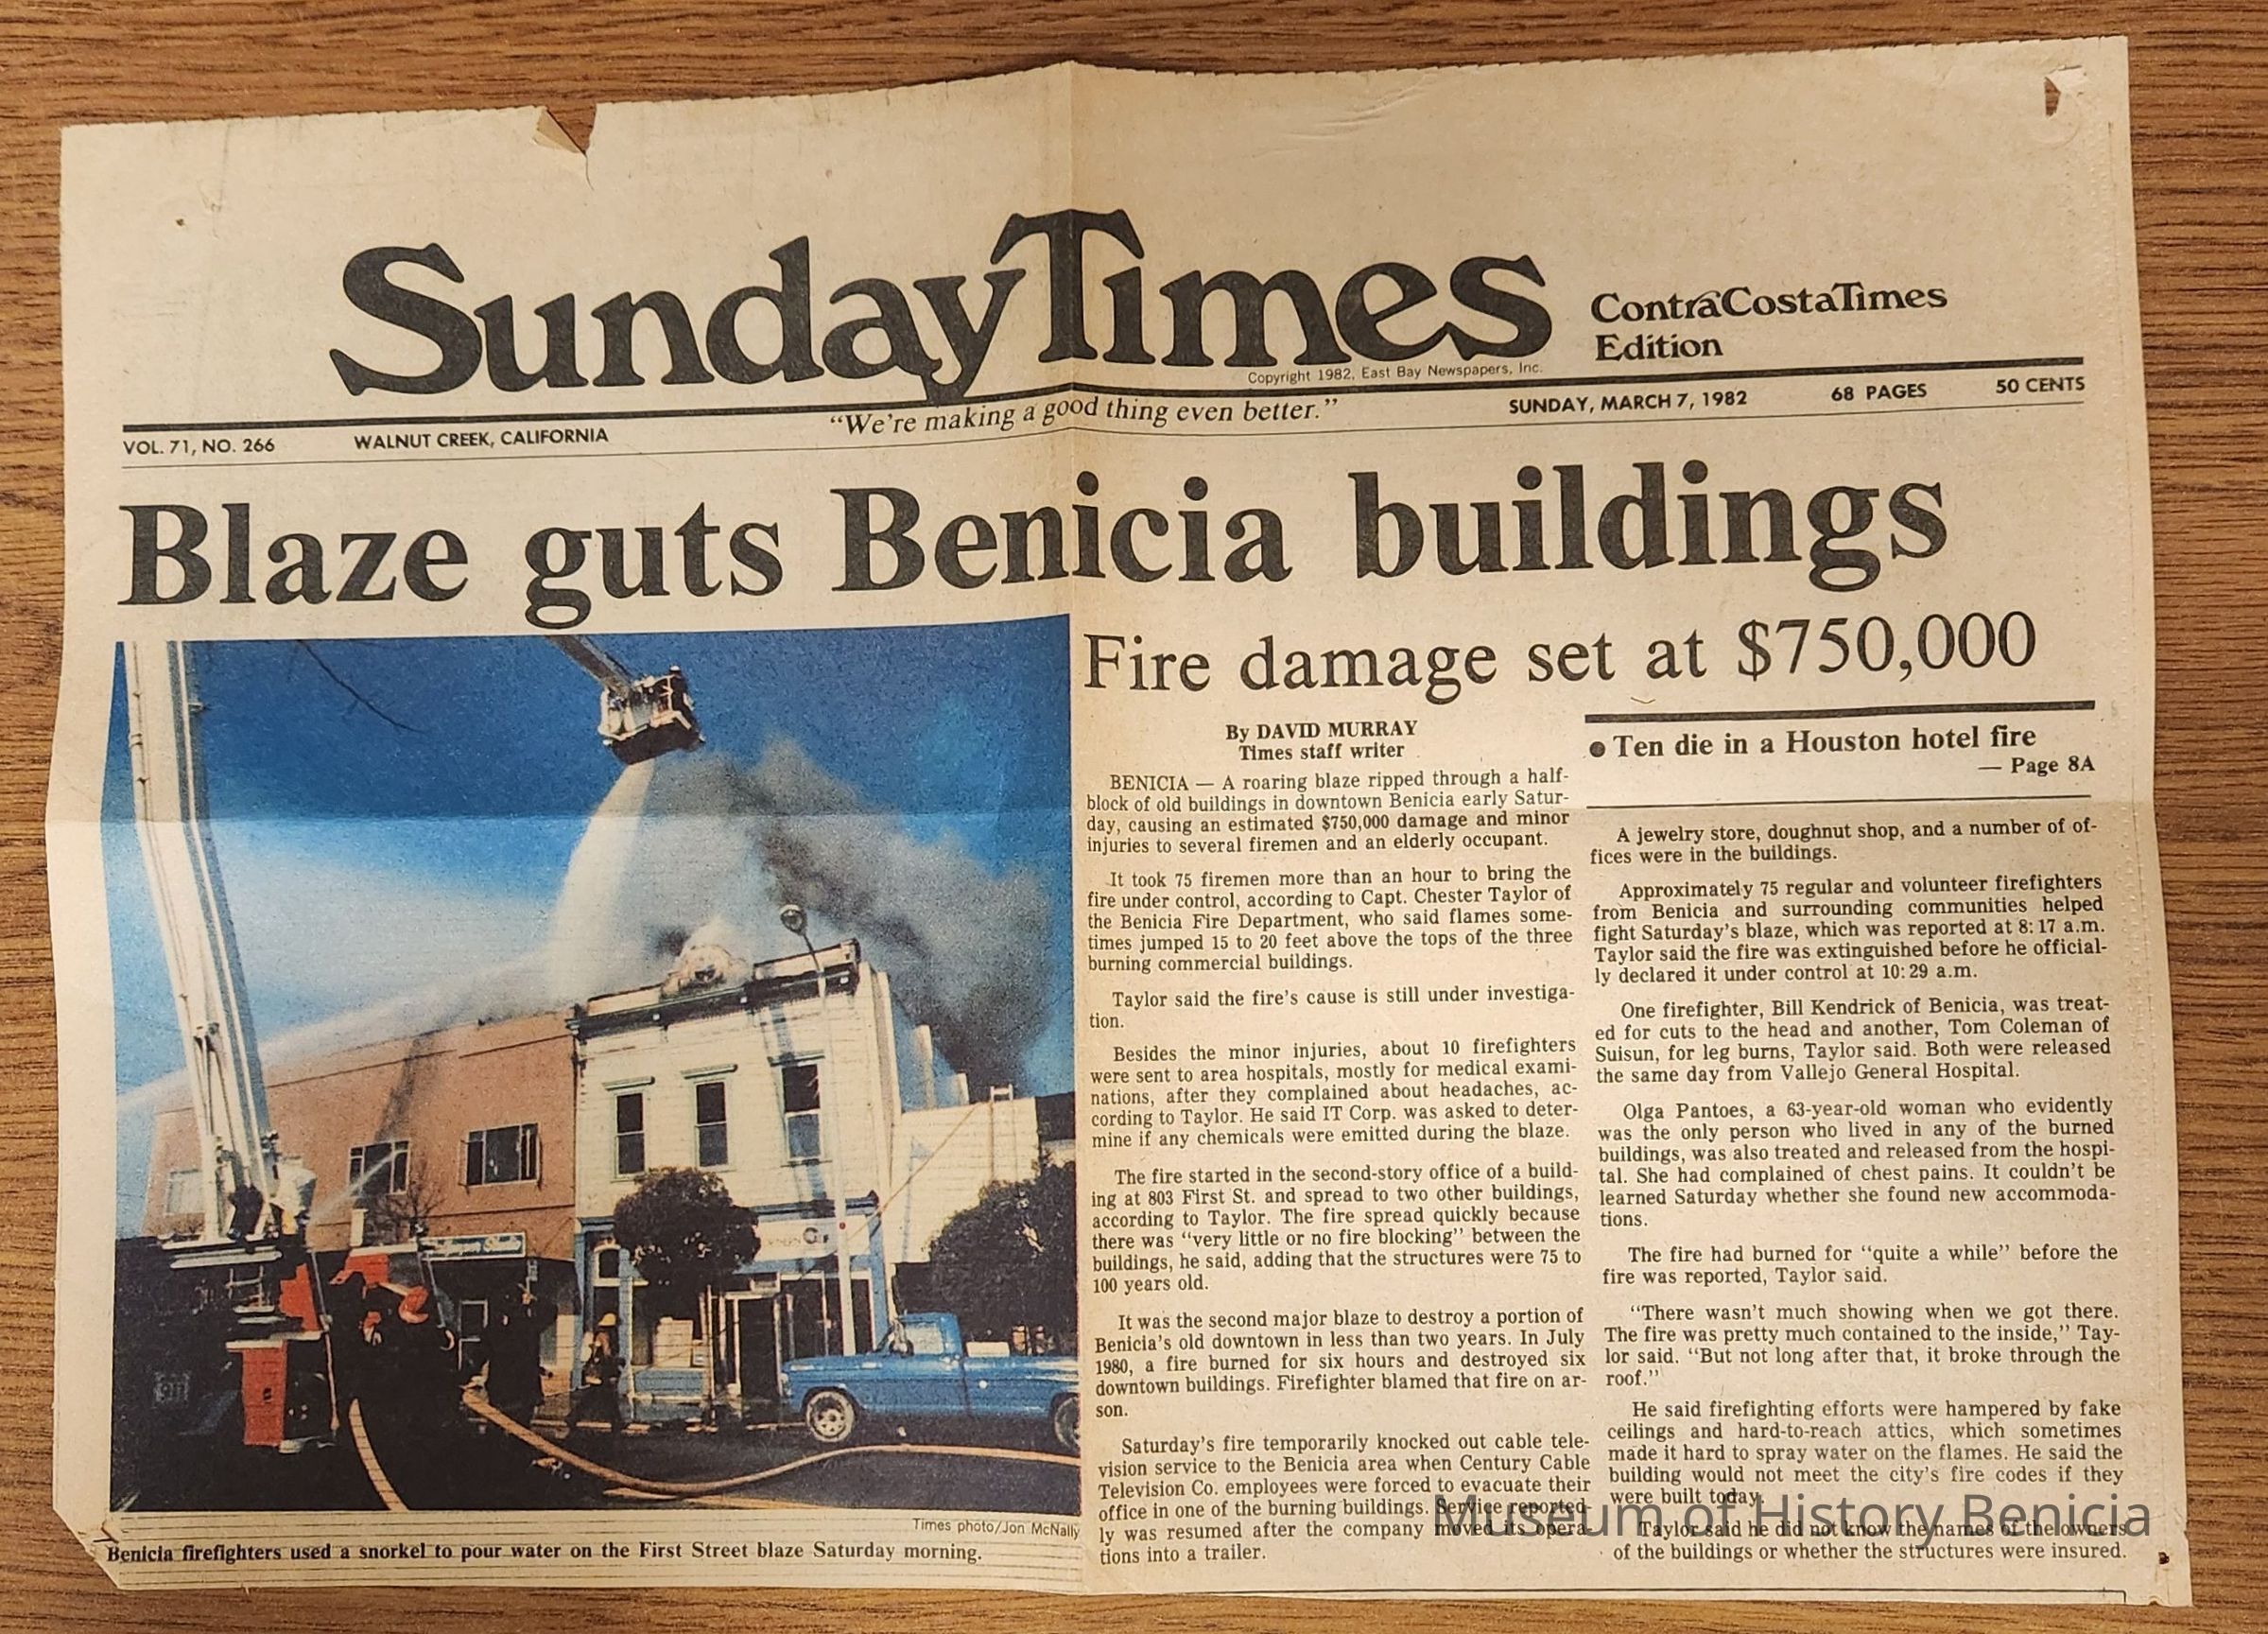 SundayTimes
ContraCostaTimes
Edition
Copyright 1982, East Bay Newspapers, Inc.
VOL. 71, NO. 266
WALNUT CREEK, CALIFORNIA
"We're making a good thing even better."
SUNDAY, MARCH 7, 1982
68 PAGES
50 CENTS
Blaze guts Benicia buildings
Fire damage set at $750,000
By DAVID MURRAY
Times staff writer
BENICIA — A roaring blaze ripped through a half-
block of old buildings in downtown Benicia early Satur-
day, causing an estimated $750,000 damage and minor
injuries to several firemen and an elderly occupant.
It took 75 firemen more than an hour to bring the
fire under control, according to Capt. Chester Taylor of
the Benicia Fire Department, who said flames some-
times jumped 15 to 20 feet above the tops of the three
burning commercial buildings.
Taylor said the fire's cause is still under investiga-
tion.
Besides the minor injuries, about 10 firefighters
were sent to area hospitals, mostly for medical exami-
nations, after they complained about headaches, ac-
cording to Taylor. He said IT Corp. was asked to deter-
mine if any chemicals were emitted during the blaze.
The fire started in the second-story office of a build-
ing at 803 First St. and spread to two other buildings,
according to Taylor. The fire spread quickly because
there was "very little or no fire blocking" between the
buildings, he said, adding that the structures were 75 to
100 years old.
It was the second major blaze to destroy a portion of
Benicia's old downtown in less than two years. In July
1980, a fire burned for six hours and destroyed six
downtown buildings. Firefighter blamed that fire on ar-
son.
Saturday's fire temporarily knocked out cable tele-
vision service to the Benicia area when Century Cable
Television Co. employees were forced to evacuate their
office in one of the burning buildings. Service reported-
ly was resumed after the company moved its opera-
tions into a trailer.
● Ten die in a Houston hotel fire
— Page 8A
A jewelry store, doughnut shop, and a number of of-
fices were in the buildings.
Approximately 75 regular and volunteer firefighters
from Benicia and surrounding communities helped
fight Saturday's blaze, which was reported at 8:17 a.m.
Taylor said the fire was extinguished before he official-
ly declared it under control at 10:29 a.m.
One firefighter, Bill Kendrick of Benicia, was treat-
ed for cuts to the head and another, Tom Coleman of
Suisun, for leg burns, Taylor said. Both were released
the same day from Vallejo General Hospital.
Olga Pantoes, a 63-year-old woman who evidently
was the only person who lived in any of the burned
buildings, was also treated and released from the hospi-
tal. She had complained of chest pains. It couldn't be
learned Saturday whether she found new accommoda-
tions.
The fire had burned for "quite a while" before the
fire was reported, Taylor said.
"There wasn't much showing when we got there.
The fire was pretty much contained to the inside," Tay-
lor said. "But not long after that, it broke through the
roof."
He said firefighting efforts were hampered by fake
ceilings and hard-to-reach attics, which sometimes
made it hard to spray water on the flames. He said the
building would not meet the city's fire codes if they
were built today.
Taylor said he did not know the names of the owners
of the buildings or whether the structures were insured.
Times photo/Jon McNally
Benicia firefighters used a snorkel to pour water on the First Street blaze Saturday morning.
Museum of History Benicia